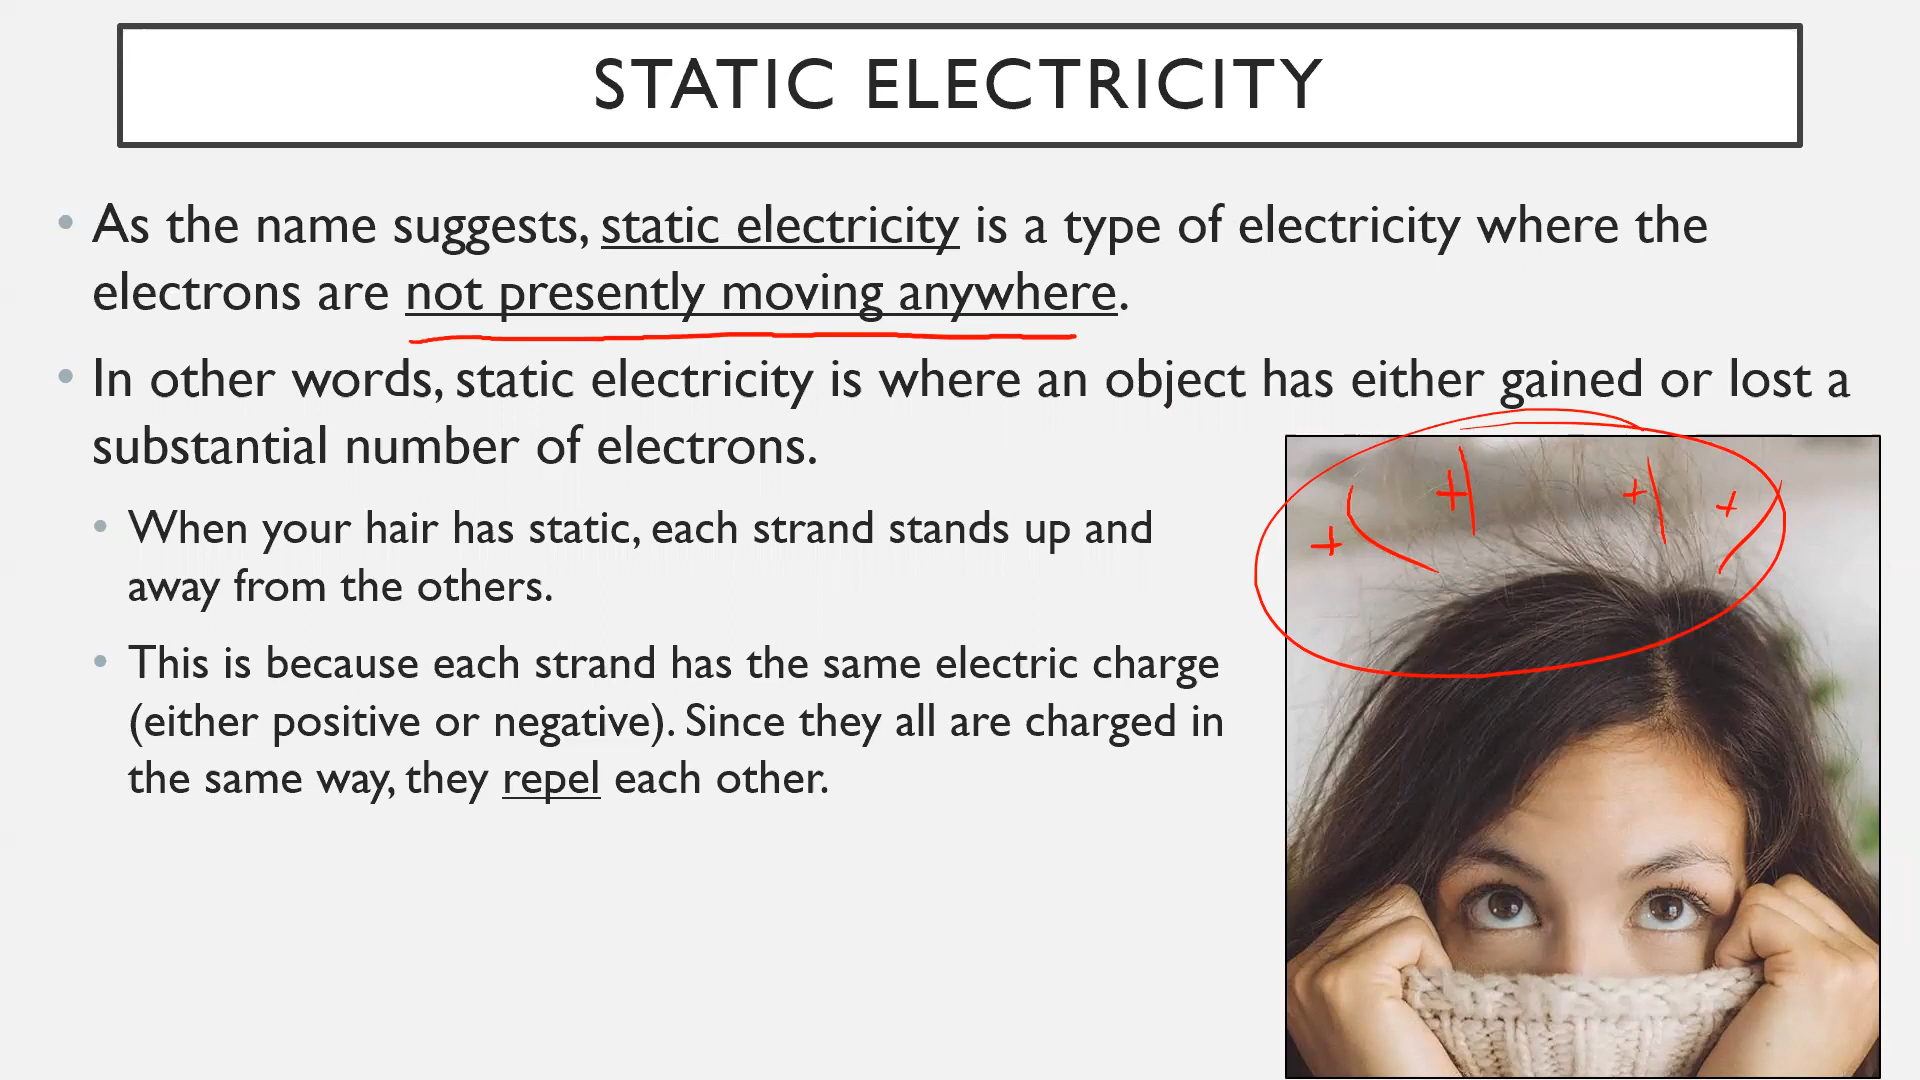 STATIC ELECTRICITY
• As the name suggests, static electricity is a type of electricity where the
electrons are not presently moving anywhere.
• In other words, static electricity is where an object has either gained or lost a
substantial number of electrons.
• When your hair has static, each strand stands up and
away from the others.
• This is because each strand has the same electric charge
(either positive or negative). Since they all are charged in
the same way, they repel each other.
+ + + +